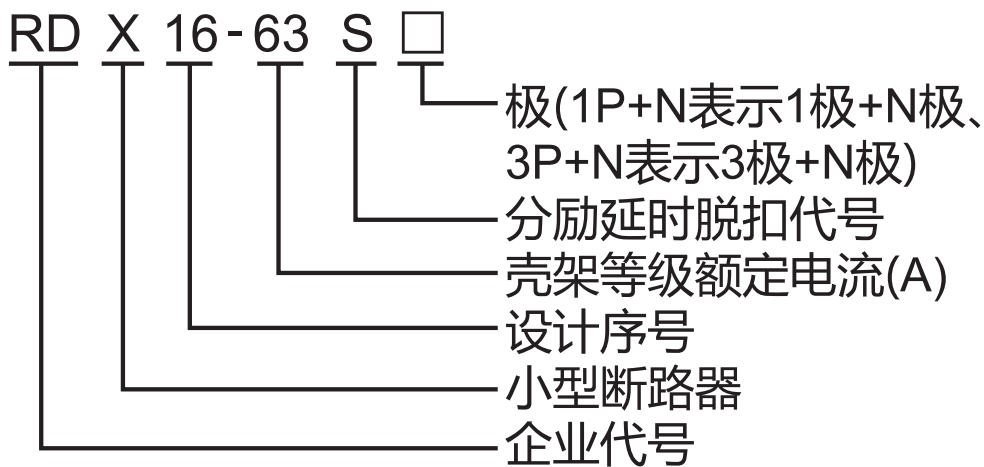 RD X 16-63 S □
极(1P+N表示1极+N极、
3P+N表示3极+N极)
分励延时脱扣代号
壳架等级额定电流(A)
设计序号
小型断路器
企业代号